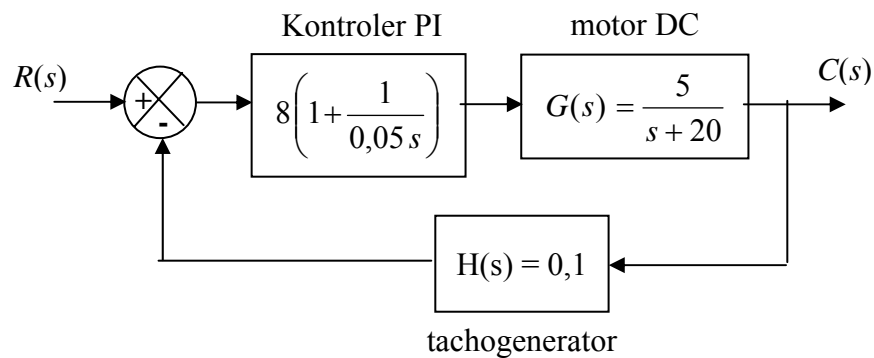 Kontroler PI
motor DC
R(s)
+
-
8(1+1/(0,05 s))
G(s) = 5/(s + 20)
C(s)
H(s) = 0,1
tachogenerator